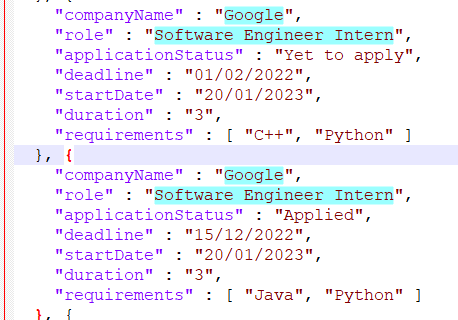 "companyName" : "Google",
"role" : "Software Engineer Intern",
"applicationStatus" : "Yet to apply",
"deadline" : "01/02/2022",
"startDate" : "20/01/2023",
"duration" : "3",
"requirements" : [ "C++", "Python" ]
}, {
"companyName" : "Google",
"role" : "Software Engineer Intern",
"applicationStatus" : "Applied",
"deadline" : "15/12/2022",
"startDate" : "20/01/2023",
"duration" : "3",
"requirements" : [ "Java", "Python" ]
}, {